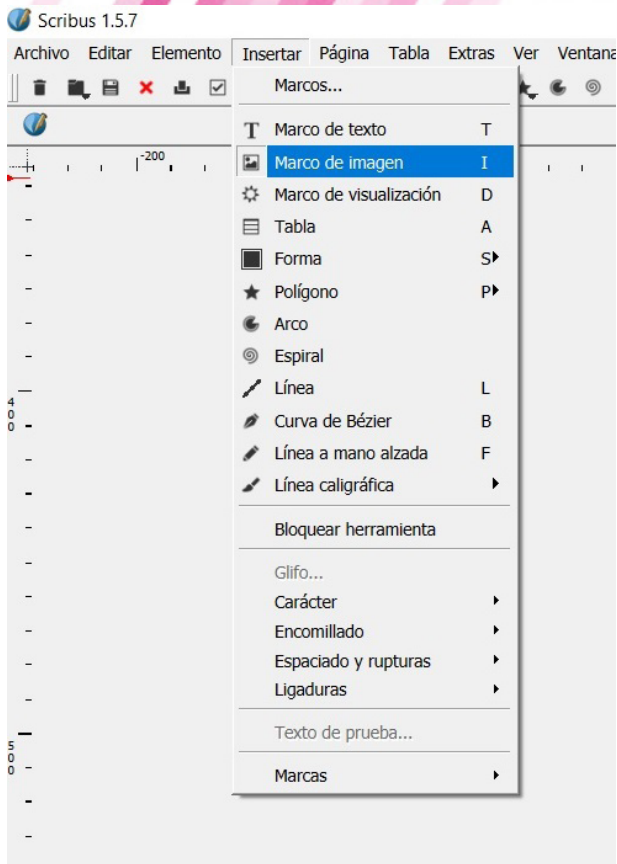 Scribus 1.5.7
Archivo Editar Elemento Insertar Página Tabla Extras Ver Ventana
Marcos...
Marco de texto T
Marco de imagen I
Marco de visualización D
Tabla A
Forma S
Polígono P
Arco
Espiral
Línea L
Curva de Bézier B
Línea a mano alzada F
Línea caligráfica
Bloquear herramienta
Glifo...
Carácter
Encomillado
Espaciado y rupturas
Ligaduras
Texto de prueba...
Marcas
-200
400
500